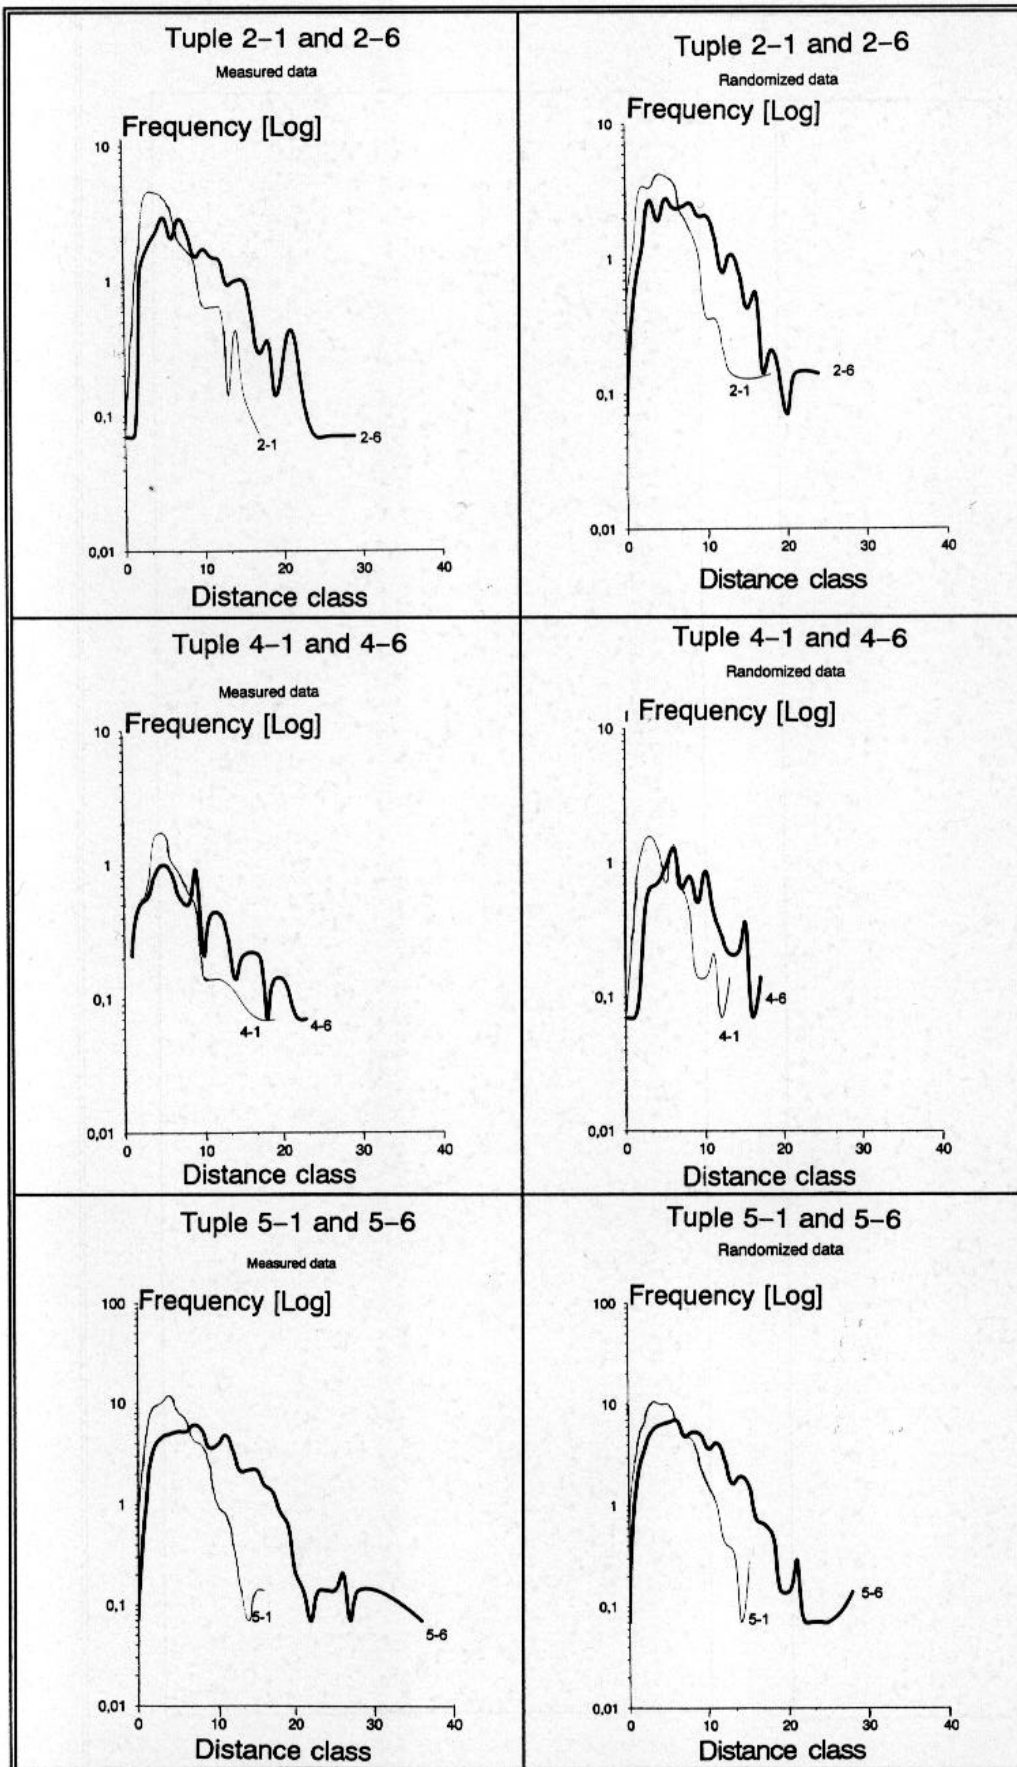 Tuple 2–1 and 2–6
Measured data
Frequency [Log]
10
1
0,1
0,01
2-1
2-6
0 10 20 30 40
Distance class
Tuple 2–1 and 2–6
Randomized data
Frequency [Log]
10
1
0,1
0,01
2-1
2-6
0 10 20 30 40
Distance class
Tuple 4–1 and 4–6
Measured data
Frequency [Log]
10
1
0,1
0,01
4-1
4-6
0 10 20 30 40
Distance class
Tuple 4–1 and 4–6
Randomized data
Frequency [Log]
10
1
0,1
0,01
4-6
4-1
0 10 20 30 40
Distance class
Tuple 5–1 and 5–6
Measured data
Frequency [Log]
100
10
1
0,1
0,01
5-1
5-6
0 10 20 30 40
Distance class
Tuple 5–1 and 5–6
Randomized data
Frequency [Log]
100
10
1
0,1
0,01
5-1
5-6
0 10 20 30 40
Distance class